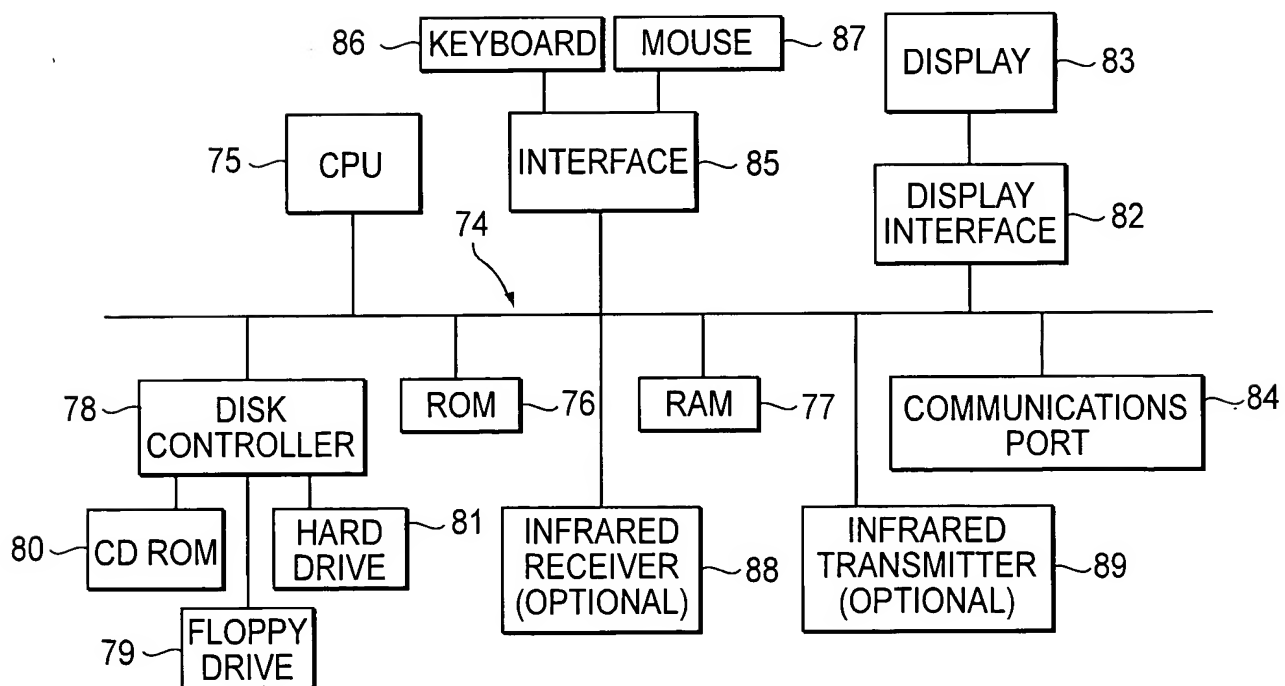 86 KEYBOARD
MOUSE 87
DISPLAY 83
75 CPU
INTERFACE 85
DISPLAY
INTERFACE 82
74
78 DISK
CONTROLLER
ROM 76
RAM 77
COMMUNICATIONS
PORT 84
80 CD ROM
HARD
DRIVE 81
INFRARED
RECEIVER
(OPTIONAL) 88
INFRARED
TRANSMITTER
(OPTIONAL) 89
79 FLOPPY
DRIVE